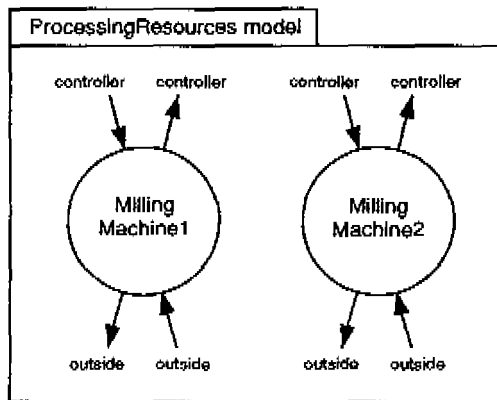 ProcessingResources model
controller controller controller controller
Milling Milling
Machine1 Machine2
outside outside outside outside